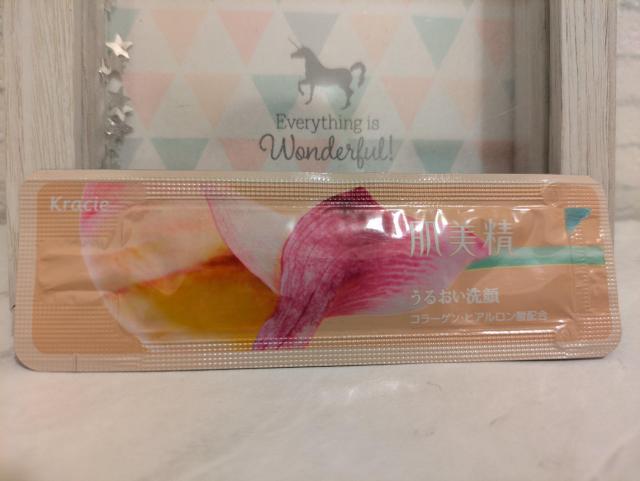 Everything is
Wonderful!
Kracie
肌美精
うるおい洗顔
コラーゲン・ヒアルロン酸配合